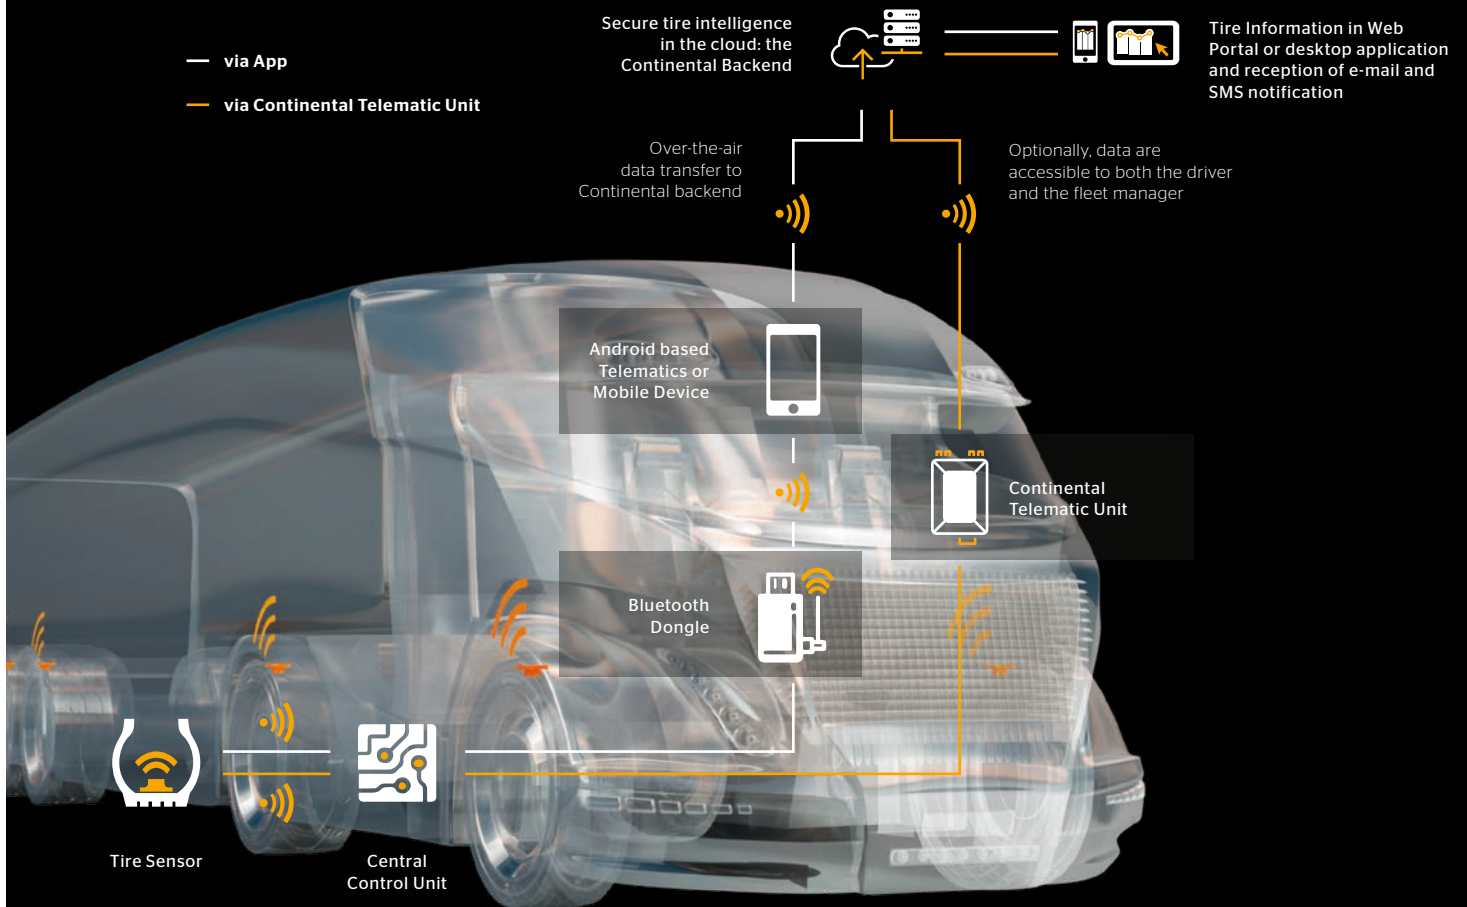 via App
via Continental Telematic Unit
Secure tire intelligence
in the cloud: the
Continental Backend
Tire Information in Web
Portal or desktop application
and reception of e-mail and
SMS notification
Over-the-air
data transfer to
Continental backend
Optionally, data are
accessible to both the driver
and the fleet manager
Android based
Telematics or
Mobile Device
Continental
Telematic Unit
Bluetooth
Dongle
Tire Sensor
Central
Control Unit